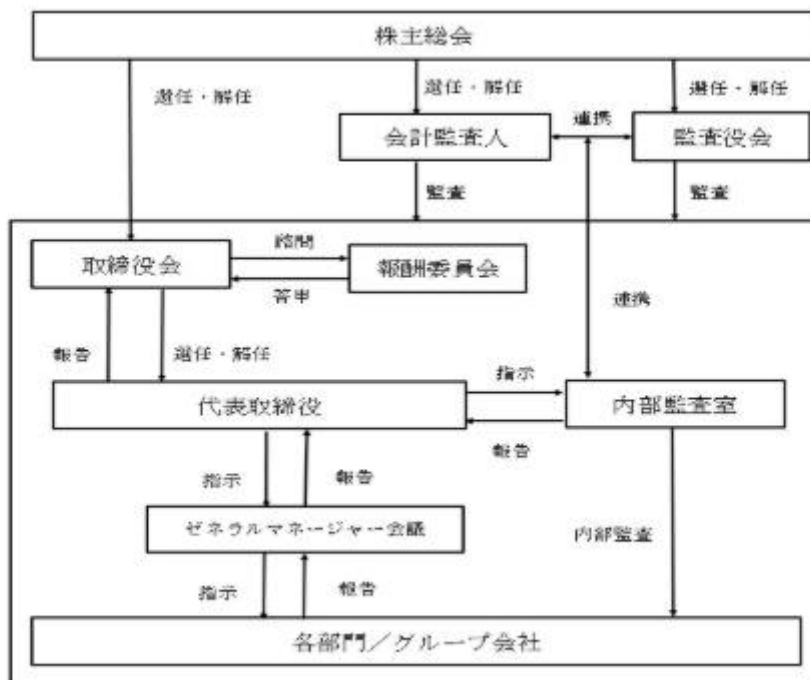 株主総会
選任・解任
選任・解任
選任・解任
会計監査人
連携
監査役会
監査
監査
取締役会
諮問
報酬委員会
答申
連携
報告
選任・解任
代表取締役
指示
内部監査室
報告
指示
報告
ゼネラルマネージャー会議
内部監査
指示
報告
各部門／グループ会社